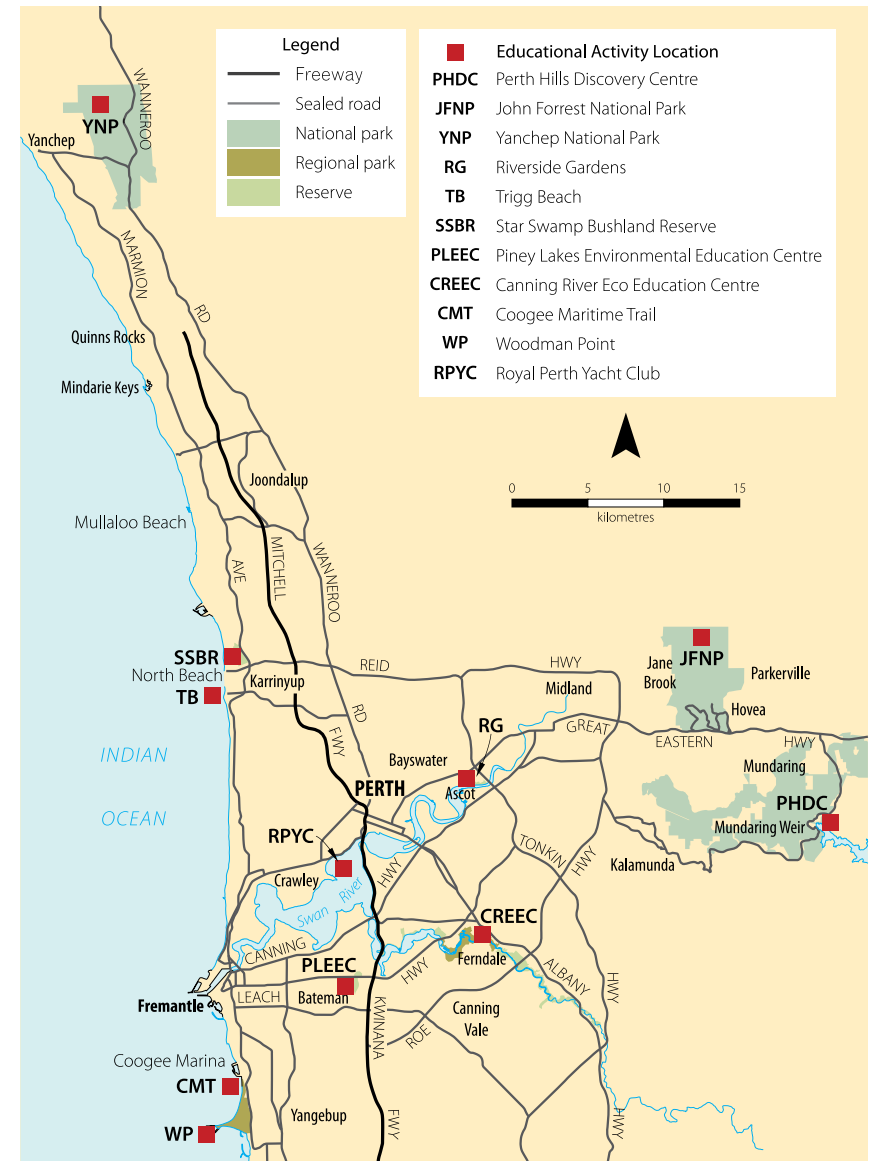 Legend
Freeway
Sealed road
National park
Regional park
Reserve
Educational Activity Location
PHDC Perth Hills Discovery Centre
JFNP John Forrest National Park
YNP Yanchep National Park
RG Riverside Gardens
TB Trigg Beach
SSBR Star Swamp Bushland Reserve
PLEEC Piney Lakes Environmental Education Centre
CREEC Canning River Eco Education Centre
CMT Coogee Maritime Trail
WP Woodman Point
RPYC Royal Perth Yacht Club
0 5 10 15
kilometres
WANNEROO
YNP
Yanchep
MARMION
RD
Quinns Rocks
Mindarie Keys
Joondalup
Mullaloo Beach
AVE
MITCHELL
WANNEROO
SSBR
North Beach
TB
Karrinyup
REID
HWY
Midland
JFNP
Jane
Brook
Parkerville
Hovea
RD
FWY
RG
GREAT
EASTERN
HWY
INDIAN
OCEAN
Bayswater
Ascot
PERTH
Mundaring
PHDC
Mundaring Weir
RPYC
Crawley
Swan River
HWY
TONKIN
HWY
Kalamunda
CREEC
Ferndale
CANNING
PLEEC
Bateman
LEACH
HWY
ALBANY
HWY
Fremantle
KWINANA
ROE
Canning
Vale
Coogee Marina
CMT
WP
Yangebup
FWY
HWY